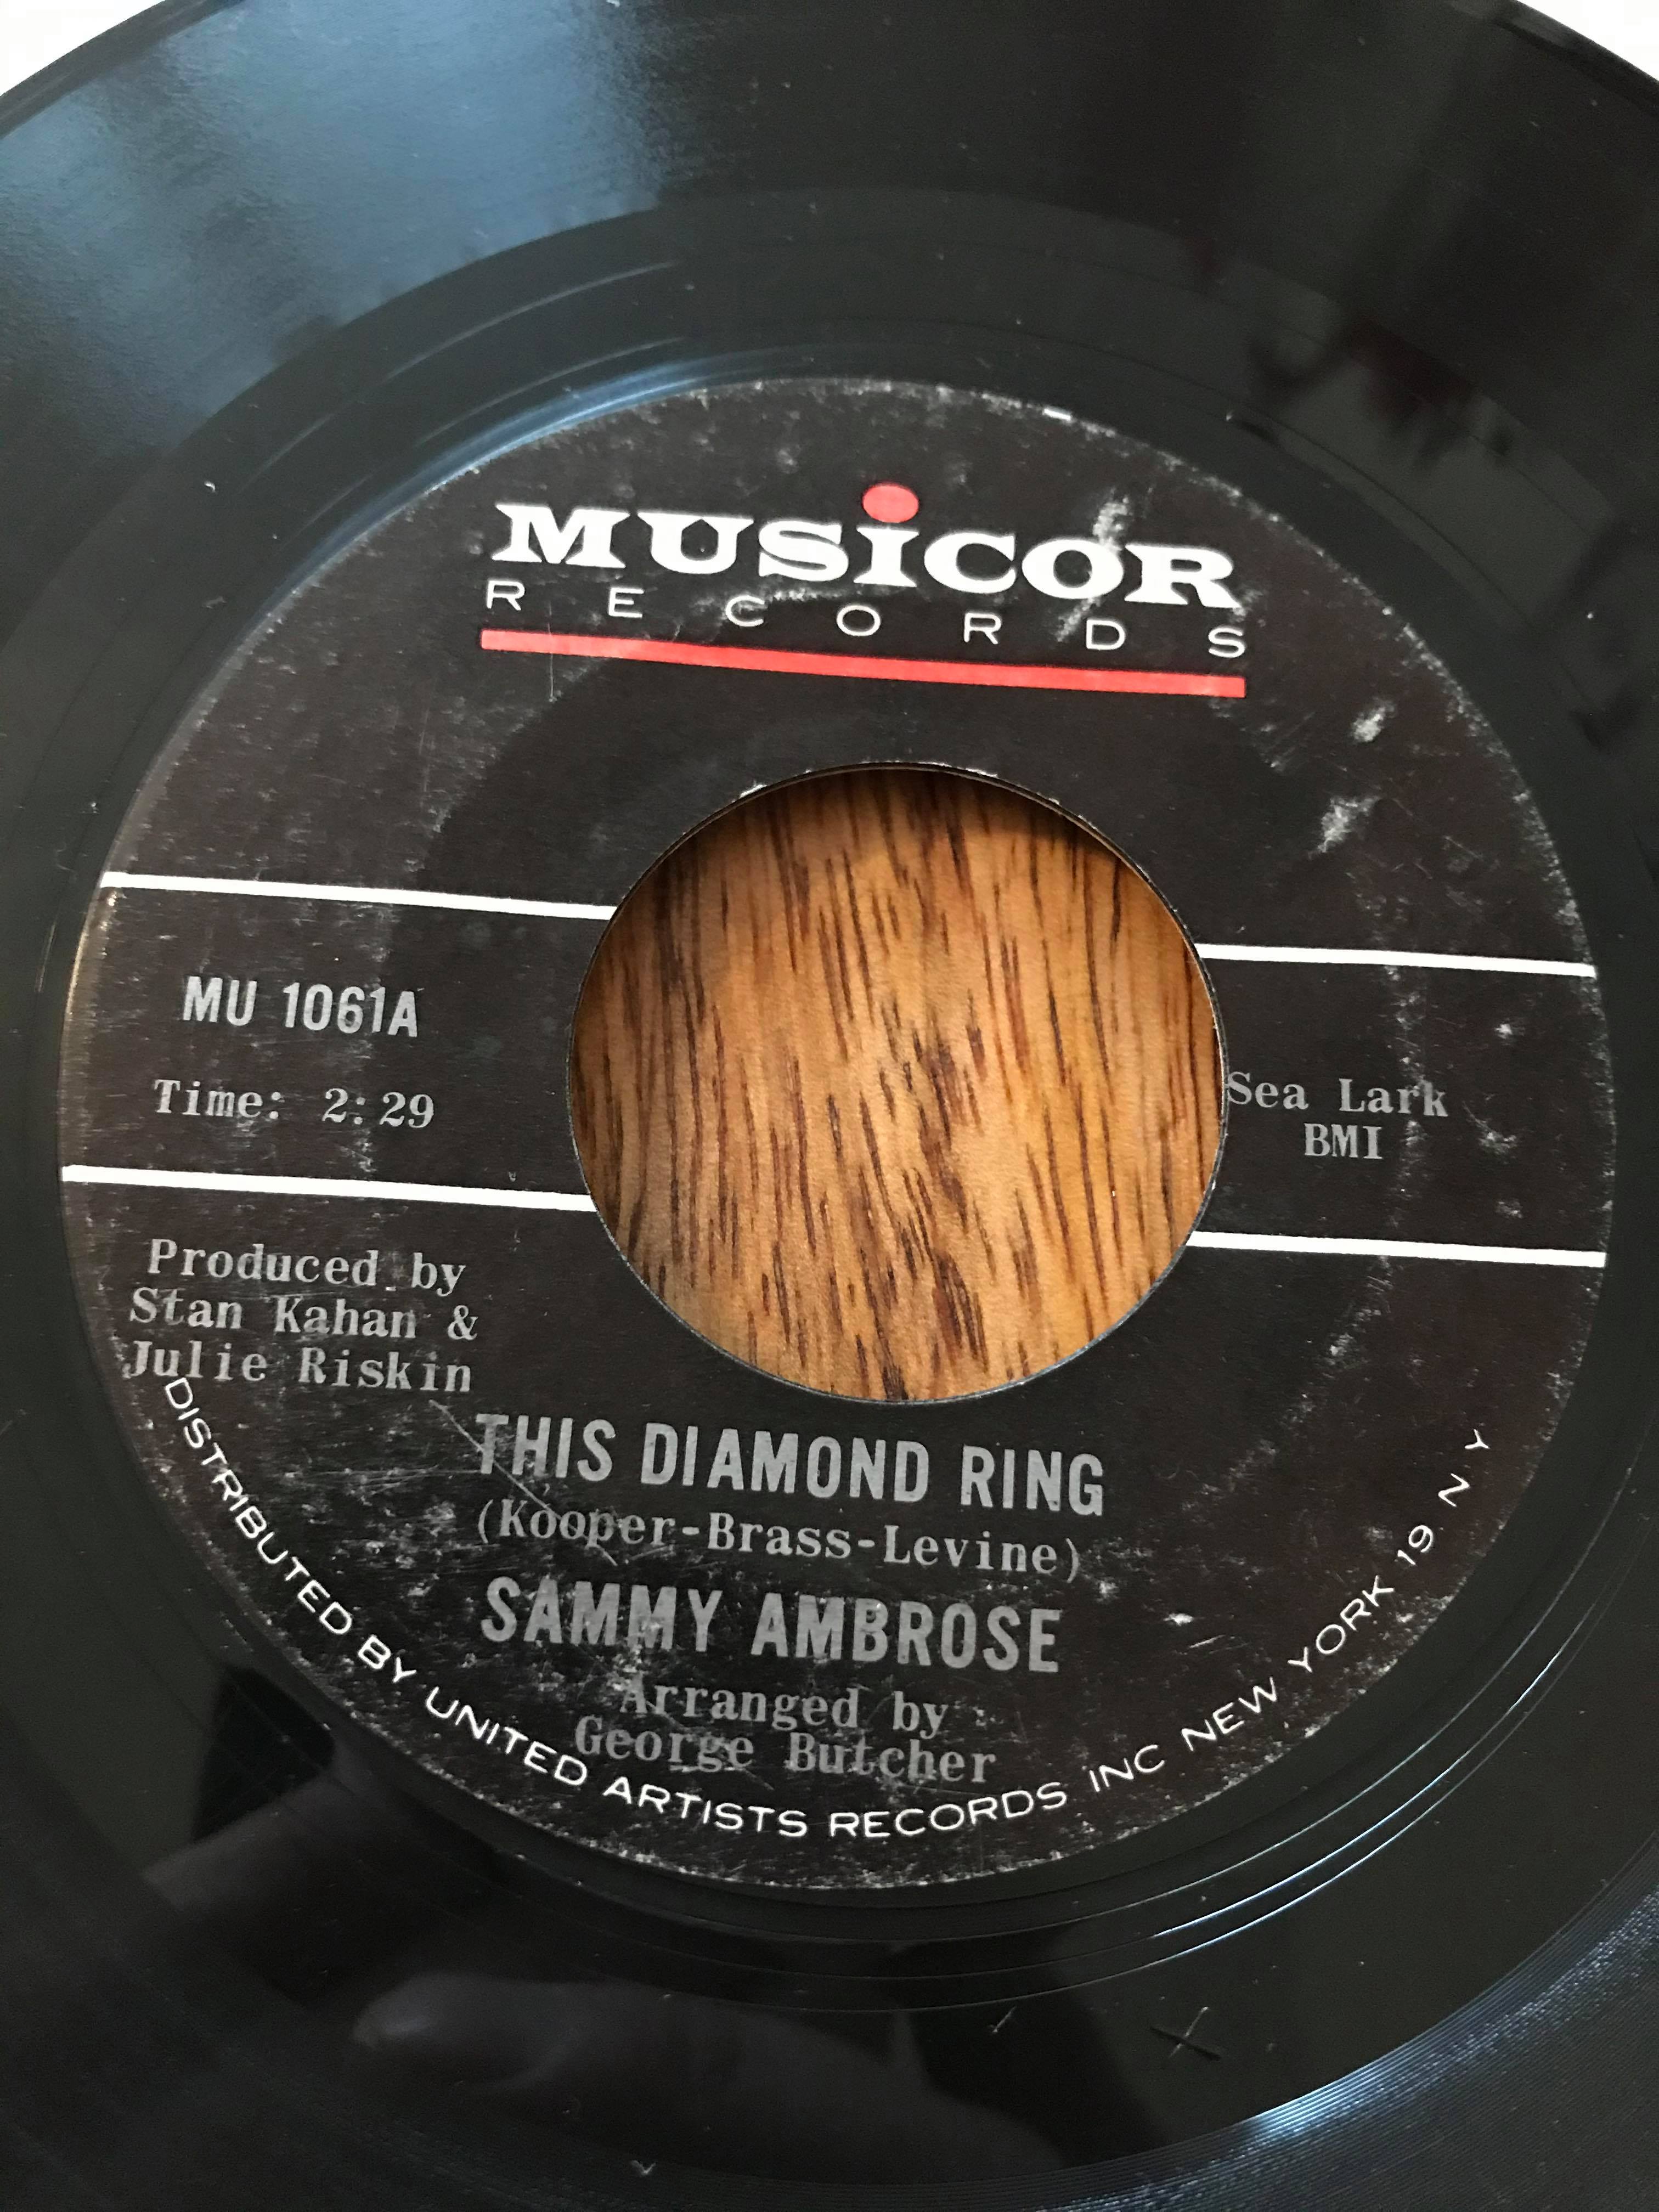 MUSiCOR
RECORDS
MU 1061A
Time: 2:29
Sea Lark
BMI
Produced by
Stan Kahan &
Julie Riskin
THIS DIAMOND RING
(Kooper-Brass-Levine)
SAMMY AMBROSE
Arranged by
George Butcher
DISTRIBUTED BY UNITED ARTISTS RECORDS INC NEW YORK 19 N Y